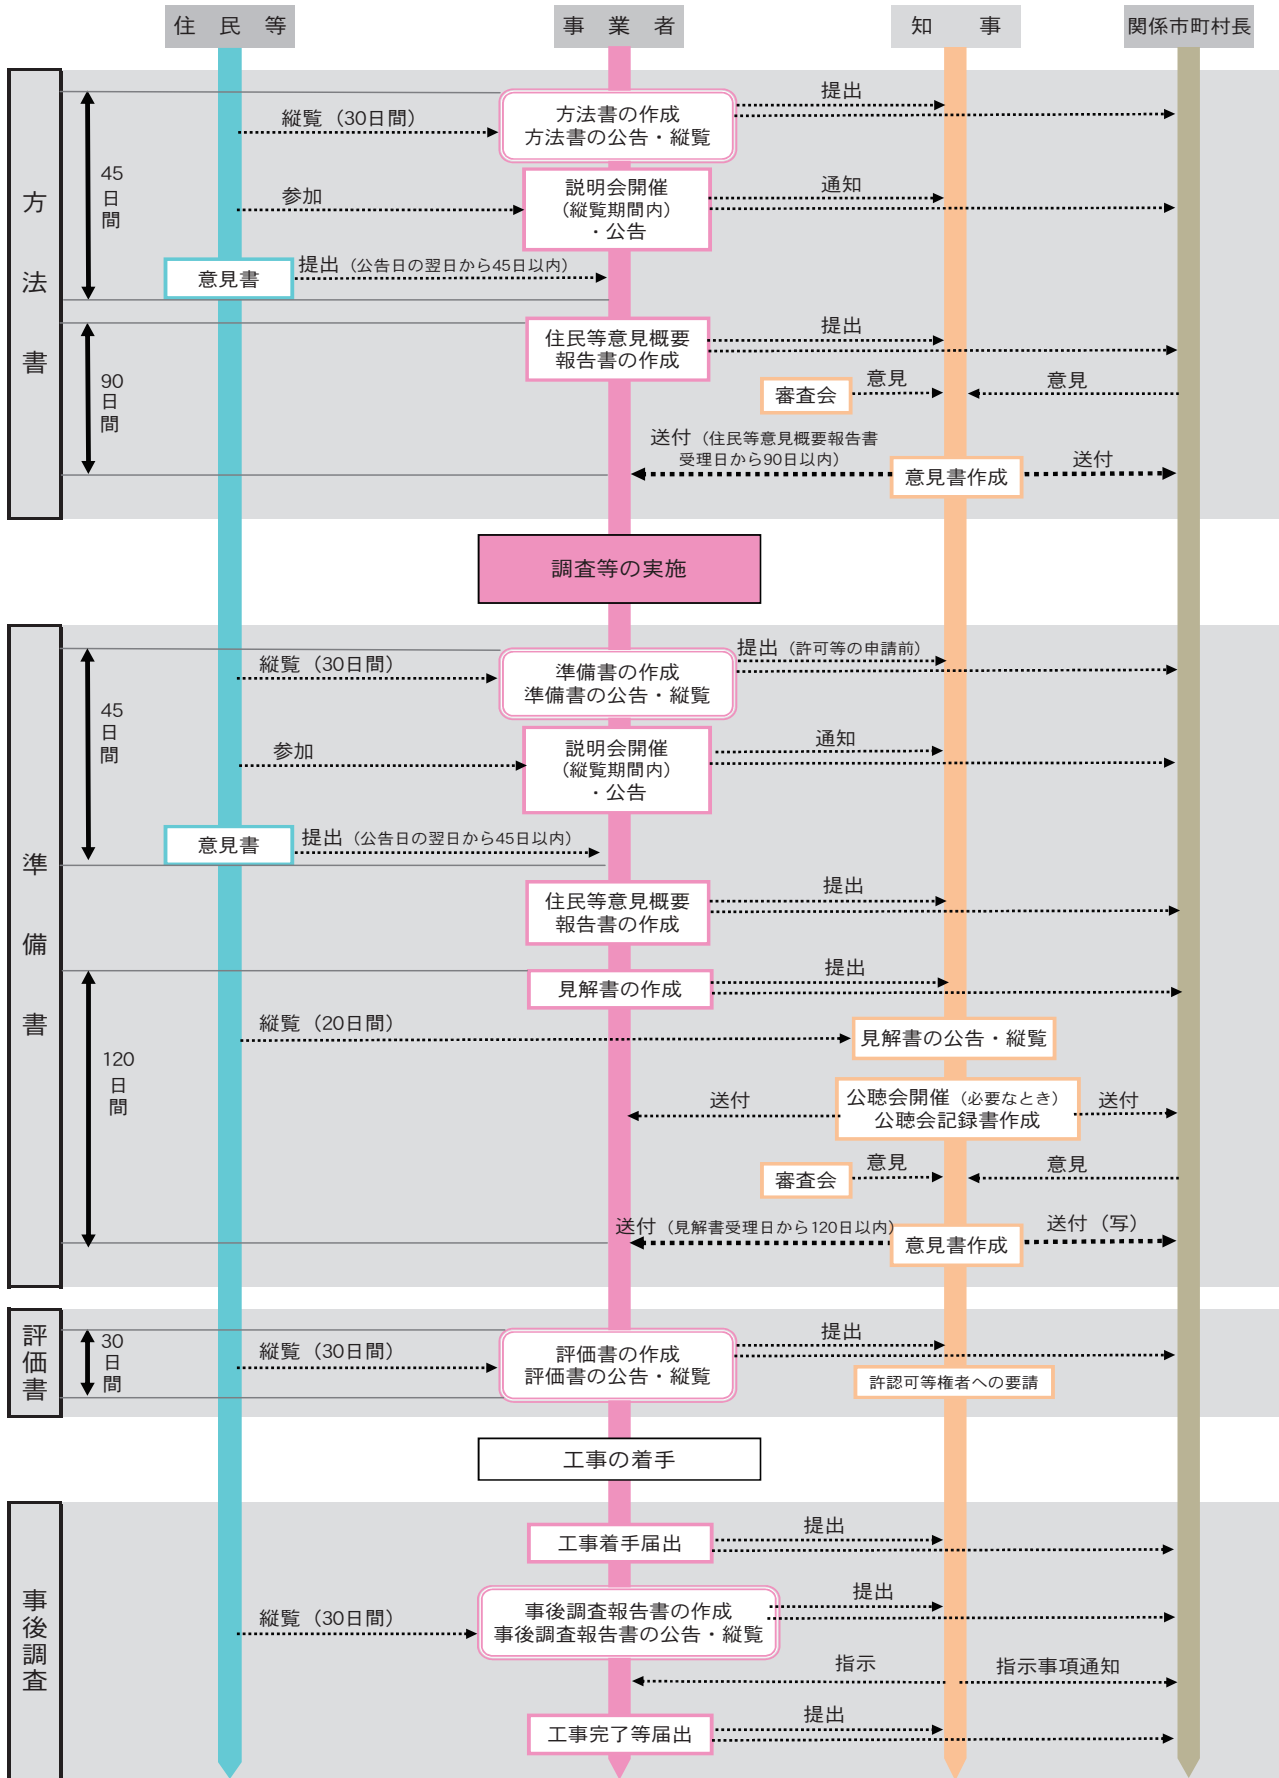 住民等
事業者
知事
関係市町村長
方法書
45日間
縦覧（30日間）
方法書の作成
方法書の公告・縦覧
提出
参加
説明会開催
（縦覧期間内）
・公告
通知
意見書
提出（公告日の翌日から45日以内）
90日間
住民等意見概要
報告書の作成
提出
審査会
意見
意見
送付（住民等意見概要報告書
受理日から90日以内）
意見書作成
送付
調査等の実施
準備書
45日間
縦覧（30日間）
準備書の作成
準備書の公告・縦覧
提出（許可等の申請前）
参加
説明会開催
（縦覧期間内）
・公告
通知
意見書
提出（公告日の翌日から45日以内）
住民等意見概要
報告書の作成
提出
120日間
見解書の作成
提出
縦覧（20日間）
見解書の公告・縦覧
送付
公聴会開催（必要なとき）
公聴会記録書作成
送付
審査会
意見
意見
送付（見解書受理日から120日以内）
意見書作成
送付（写）
評価書
30日間
縦覧（30日間）
評価書の作成
評価書の公告・縦覧
提出
許認可等権者への要請
工事の着手
事後調査
工事着手届出
提出
縦覧（30日間）
事後調査報告書の作成
事後調査報告書の公告・縦覧
提出
指示
指示事項通知
工事完了等届出
提出